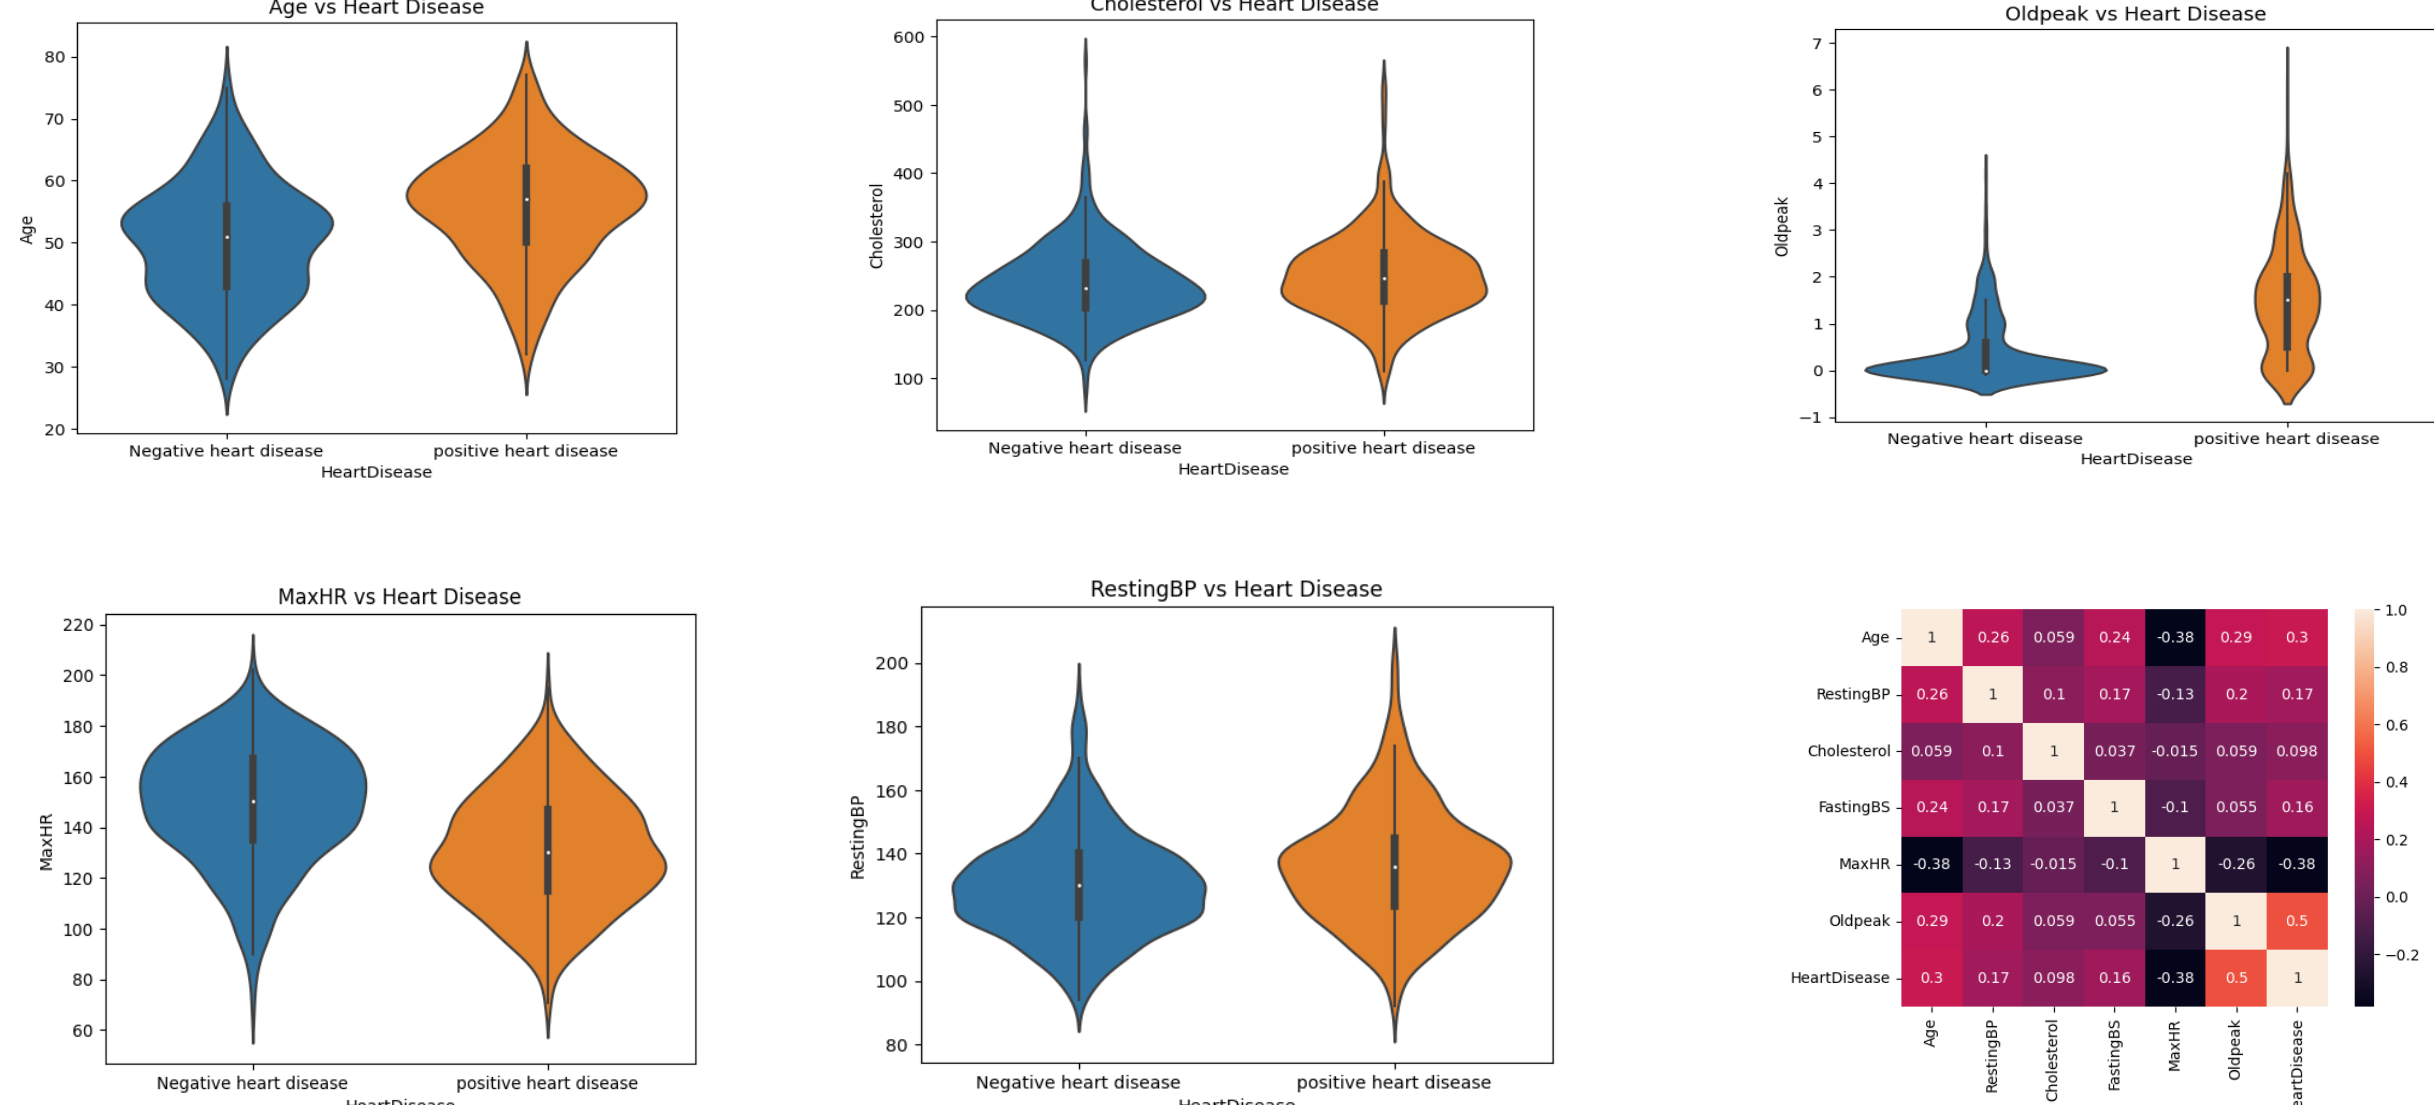 Age vs Heart Disease
80
70
60
50
40
30
20
Age
Negative heart disease
positive heart disease
HeartDisease
Cholesterol vs Heart Disease
600
500
400
300
200
100
Cholesterol
Negative heart disease
positive heart disease
HeartDisease
Oldpeak vs Heart Disease
7
6
5
4
3
2
1
0
−1
Oldpeak
Negative heart disease
positive heart disease
HeartDisease
MaxHR vs Heart Disease
220
200
180
160
140
120
100
80
60
MaxHR
Negative heart disease
positive heart disease
HeartDisease
RestingBP vs Heart Disease
200
180
160
140
120
100
80
RestingBP
Negative heart disease
positive heart disease
HeartDisease
Age 1 0.26 0.059 0.24 -0.38 0.29 0.3
RestingBP 0.26 1 0.1 0.17 -0.13 0.2 0.17
Cholesterol 0.059 0.1 1 0.037 -0.015 0.059 0.098
FastingBS 0.24 0.17 0.037 1 -0.1 0.055 0.16
MaxHR -0.38 -0.13 -0.015 -0.1 1 -0.26 -0.38
Oldpeak 0.29 0.2 0.059 0.055 -0.26 1 0.5
HeartDisease 0.3 0.17 0.098 0.16 -0.38 0.5 1
Age
RestingBP
Cholesterol
FastingBS
MaxHR
Oldpeak
eartDisease
1.0
0.8
0.6
0.4
0.2
0.0
−0.2